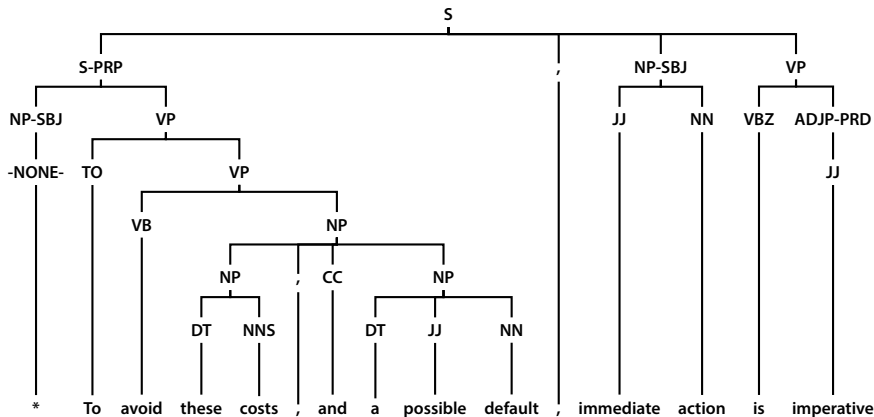 S
S-PRP , NP-SBJ VP
NP-SBJ VP JJ NN VBZ ADJP-PRD
-NONE- TO VP JJ
VB NP
NP , CC NP
DT NNS DT JJ NN
* To avoid these costs , and a possible default , immediate action is imperative